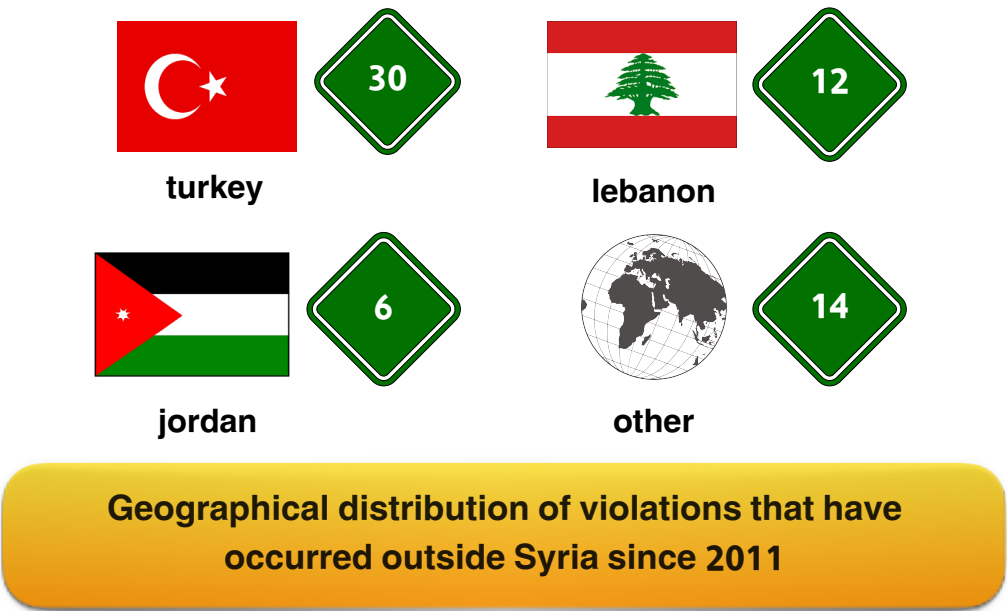 30
12
turkey
lebanon
6
14
jordan
other
Geographical distribution of violations that have
occurred outside Syria since 2011